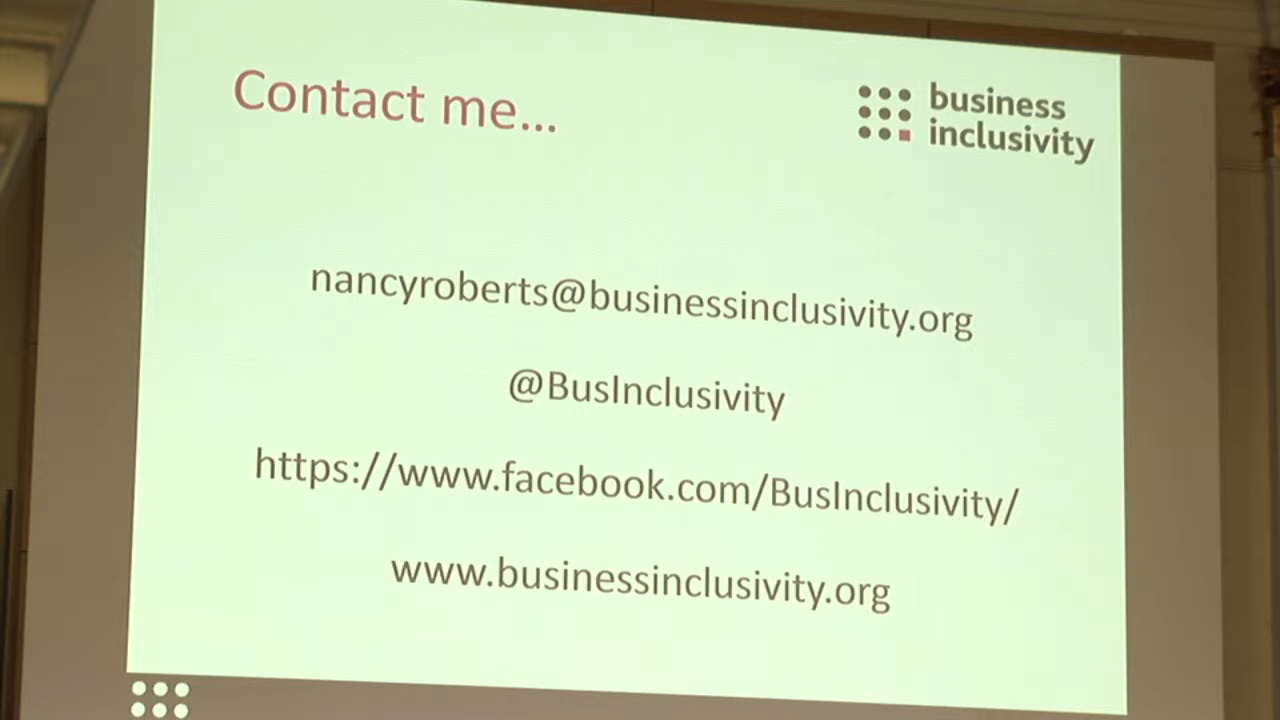 Contact me...
business
inclusivity
nancyroberts@businessinclusivity.org
@BusInclusivity
https://www.facebook.com/BusInclusivity/
www.businessinclusivity.org